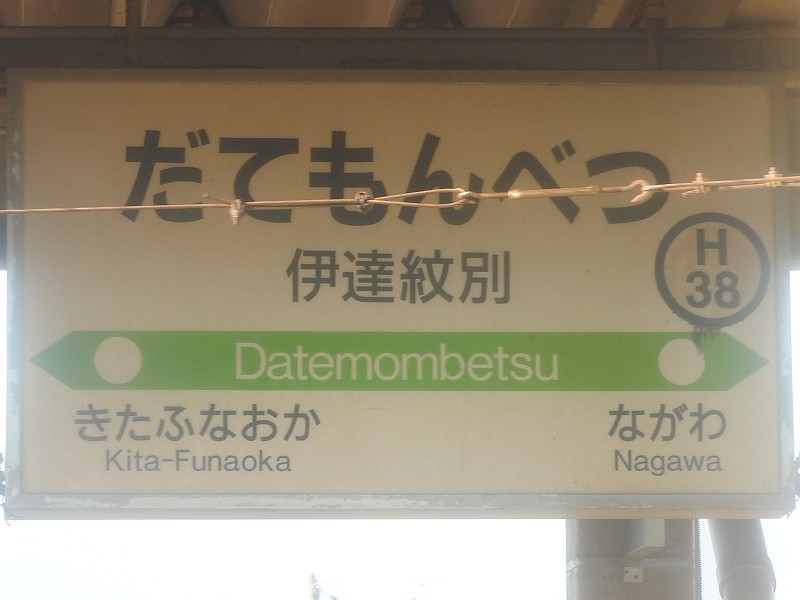 だてもんべつ
伊達紋別
H
38
Datemombetsu
きたふなおか
Kita-Funaoka
ながわ
Nagawa